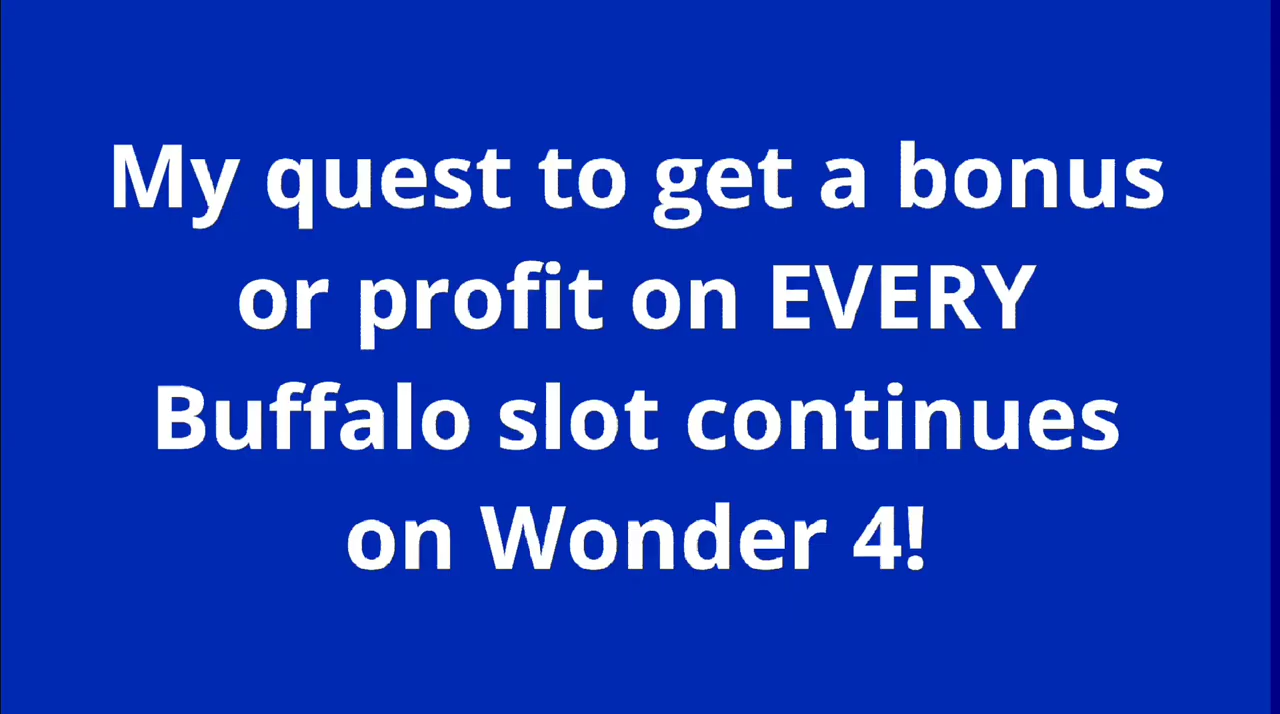 My quest to get a bonus
or profit on EVERY
Buffalo slot continues
on Wonder 4!